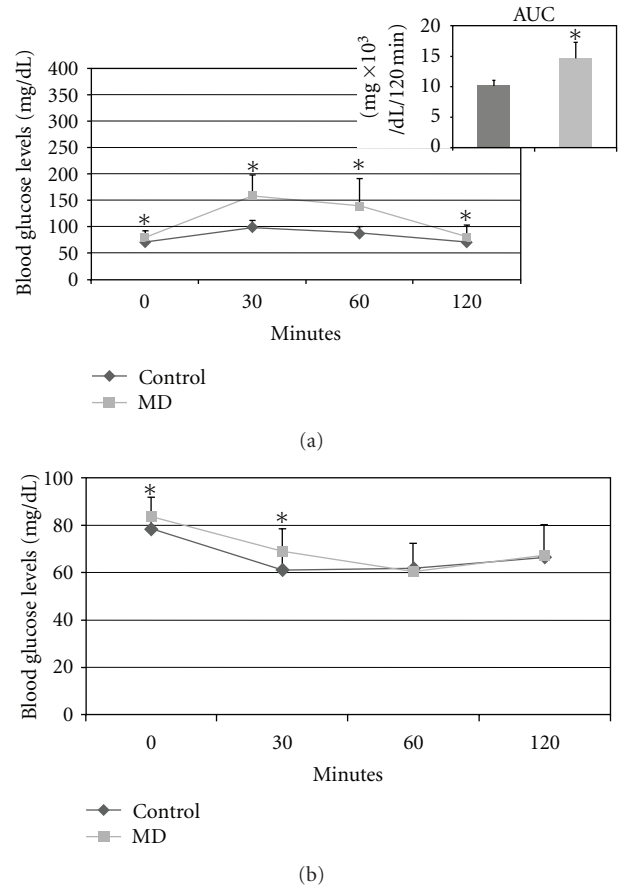 AUC
(mg ×10³
/dL/120 min)
20
15
10
5
0
*
Blood glucose levels (mg/dL)
400
350
300
250
200
150
100
50
0
* * * *
0 30 60 120
Minutes
Control
MD
(a)
Blood glucose levels (mg/dL)
100
80
60
40
20
0
* *
0 30 60 120
Minutes
Control
MD
(b)